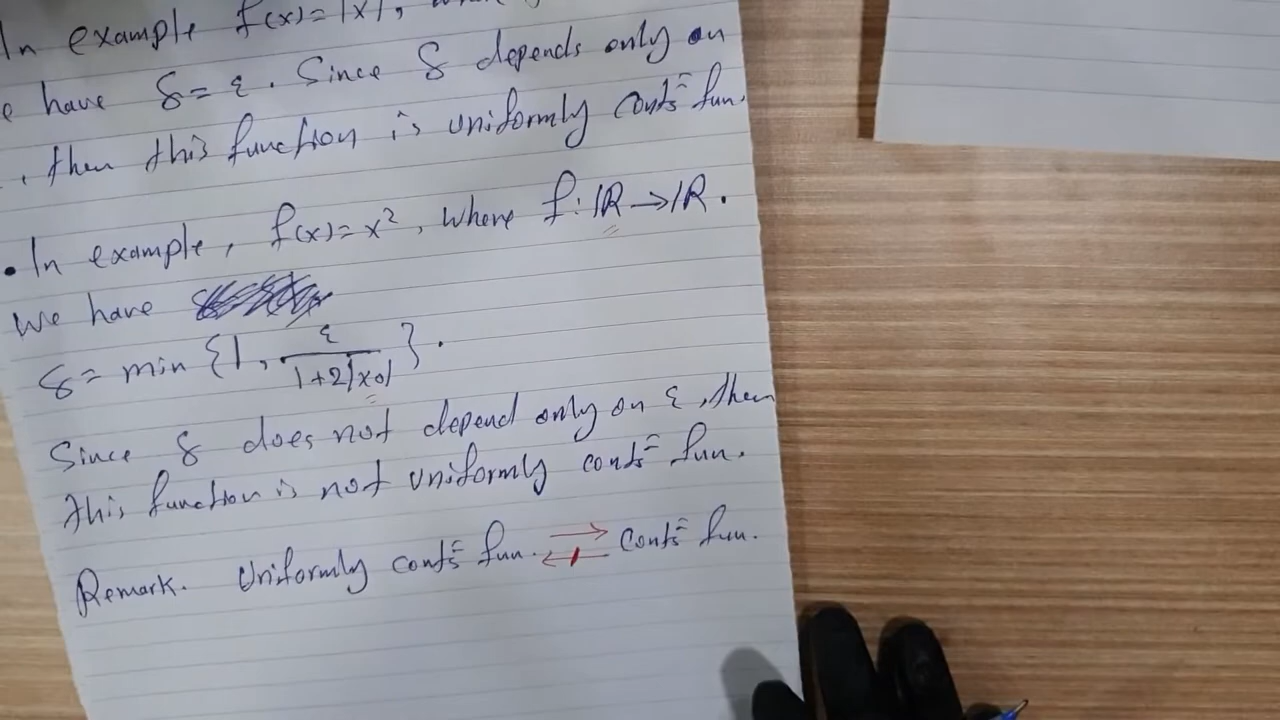 In example f(x)=|x|,
e have δ=ε. Since δ depends only on
, then this function is uniformly conts= fun.
• In example, f(x)=x², where f:ℝ→ℝ.
we have
δ= min {1, ε/(1+2|x₀|)}.
Since δ does not depend only on ε, then
this function is not uniformly conts= fun.
Remark. Uniformly conts= fun. ⇄̸ conts= fun.